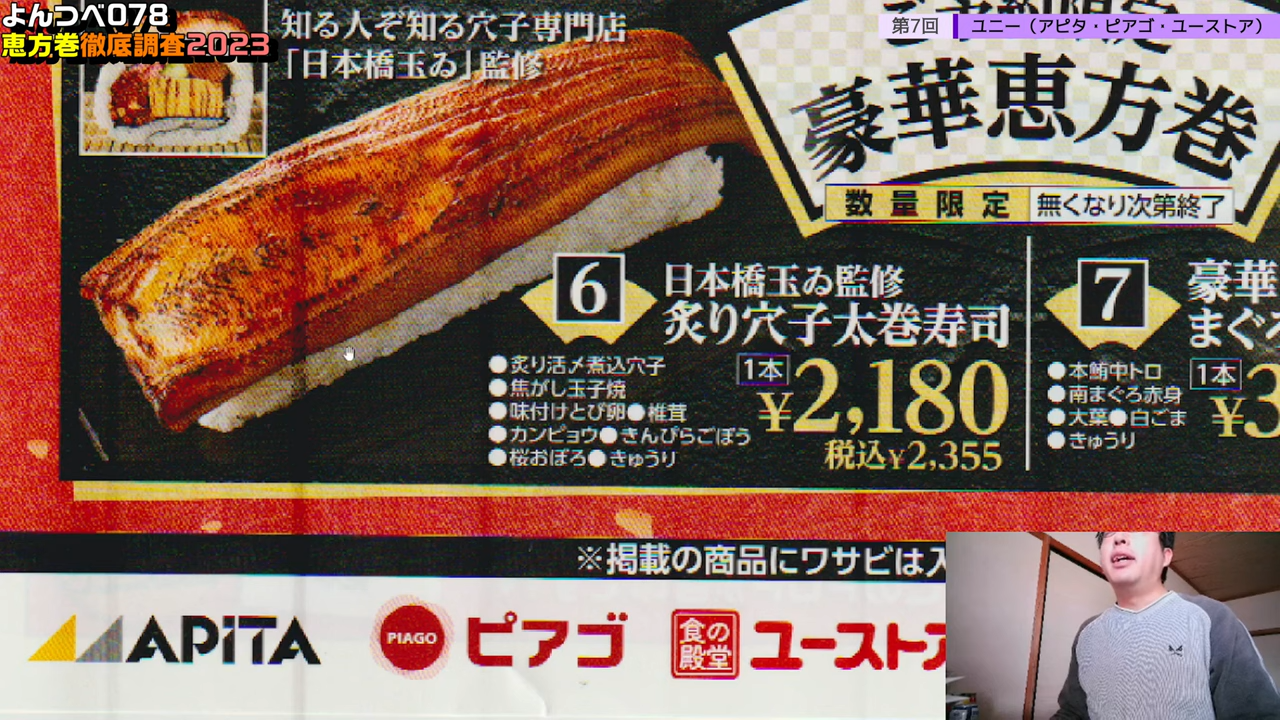 よんつべ078
恵方巻徹底調査2023
第7回
ユニー（アピタ・ピアゴ・ユーストア）
知る人ぞ知る穴子専門店
「日本橋玉ゐ」監修
豪華恵方巻
数量限定
無くなり次第終了
6
日本橋玉ゐ監修
炙り穴子太巻寿司
●炙り活〆煮込穴子
●焦がし玉子焼
●味付けとび卵●椎茸
●カンピョウ●きんぴらごぼう
●桜おぼろ●きゅうり
1本
¥2,180
税込¥2,355
7
豪華
まぐろ
●本鮪中トロ
●南まぐろ赤身
●大葉●白ごま
●きゅうり
1本
¥3
※掲載の商品にワサビは入
APiTA
PIAGO
ピアゴ
食の殿堂
ユーストア